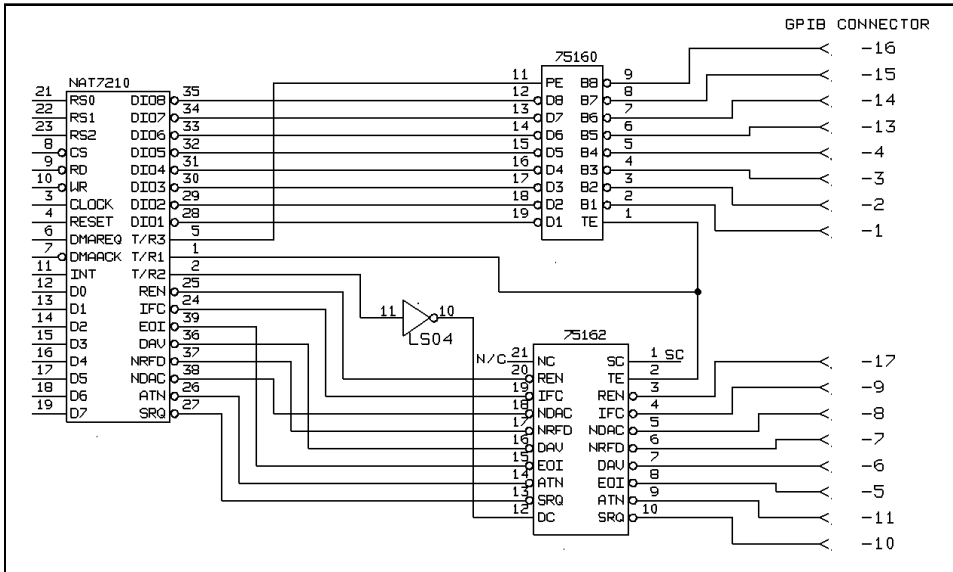 GPIB CONNECTOR
NAT7210
21 RS0 DIO8 35
22 RS1 DIO7 34
23 RS2 DIO6 33
8 CS DIO5 32
9 RD DIO4 31
10 WR DIO3 30
3 CLOCK DIO2 29
4 RESET DIO1 28
6 DMAREQ T/R3 5
7 DMAACK T/R1 1
11 INT T/R2 2
12 D0 REN 25
13 D1 IFC 24
14 D2 EOI 39
15 D3 DAV 36
16 D4 NRFD 37
17 D5 NDAC 38
18 D6 ATN 26
19 D7 SRQ 27
75160
11 PE B8 9
12 D8 B7 8
13 D7 B6 7
14 D6 B5 6
15 D5 B4 5
16 D4 B3 4
17 D3 B2 3
18 D2 B1 2
19 D1 TE 1
-16
-15
-14
-13
-4
-3
-2
-1
11 10
LS04
75162
N/C 21 NC SC 1 SC
20 REN TE 2
19 IFC REN 3
18 NDAC IFC 4
17 NRFD NDAC 5
16 DAV NRFD 6
15 EOI DAV 7
14 ATN EOI 8
13 SRQ ATN 9
12 DC SRQ 10
-17
-9
-8
-7
-6
-5
-11
-10